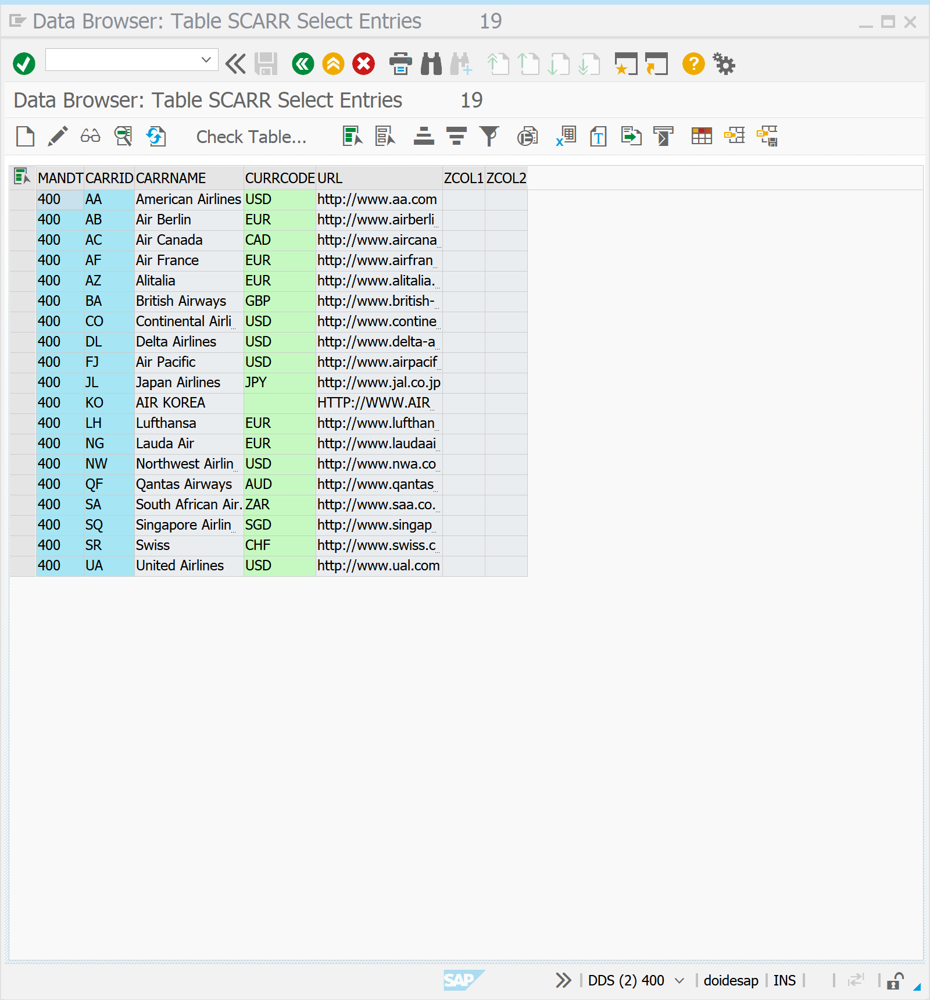 Data Browser: Table SCARR Select Entries 19
Data Browser: Table SCARR Select Entries 19
Check Table...
MANDT CARRID CARRNAME CURRCODE URL ZCOL1 ZCOL2
400 AA American Airlines USD http://www.aa.com
400 AB Air Berlin EUR http://www.airberli…
400 AC Air Canada CAD http://www.aircana…
400 AF Air France EUR http://www.airfran…
400 AZ Alitalia EUR http://www.alitalia.…
400 BA British Airways GBP http://www.british-…
400 CO Continental Airli… USD http://www.contine…
400 DL Delta Airlines USD http://www.delta-a…
400 FJ Air Pacific USD http://www.airpacif…
400 JL Japan Airlines JPY http://www.jal.co.jp
400 KO AIR KOREA HTTP://WWW.AIR…
400 LH Lufthansa EUR http://www.lufthan…
400 NG Lauda Air EUR http://www.laudaai…
400 NW Northwest Airlin… USD http://www.nwa.co…
400 QF Qantas Airways AUD http://www.qantas…
400 SA South African Air. ZAR http://www.saa.co.…
400 SQ Singapore Airlin… SGD http://www.singap…
400 SR Swiss CHF http://www.swiss.c…
400 UA United Airlines USD http://www.ual.com
SAP DDS (2) 400 doidesap INS